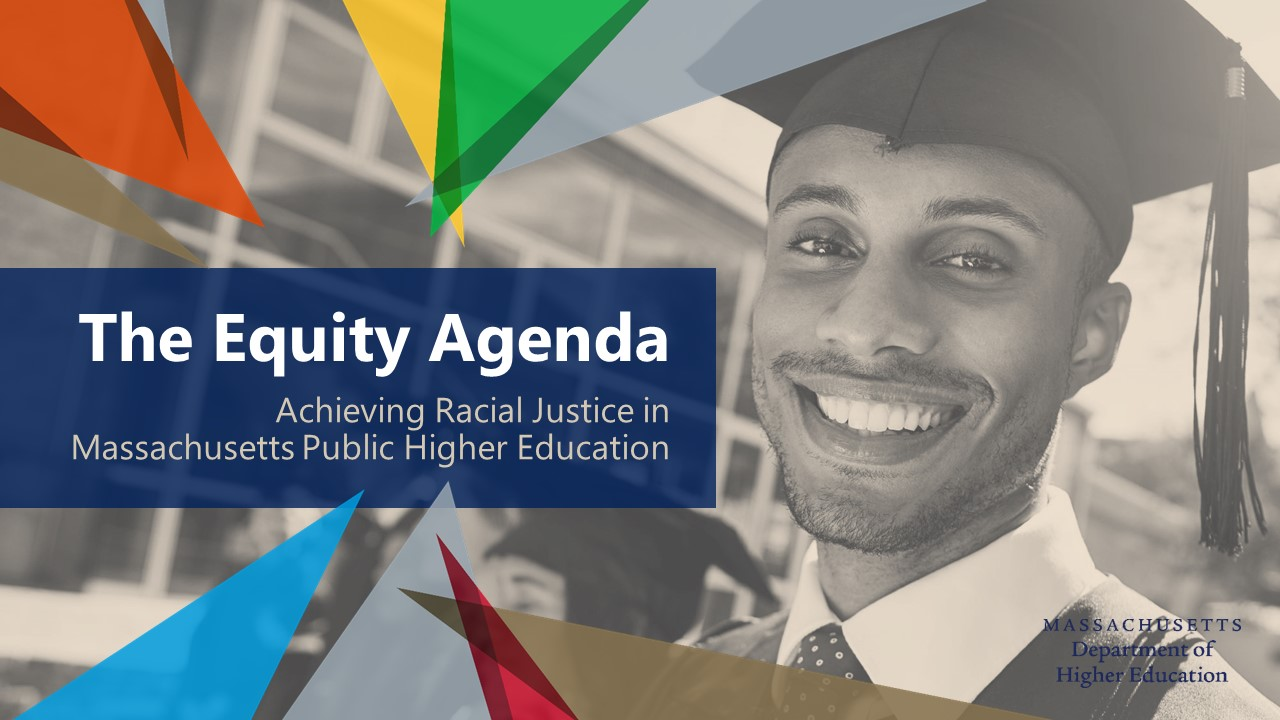 The Equity Agenda
Achieving Racial Justice in
Massachusetts Public Higher Education
MASSACHUSETTS
Department of
Higher Education